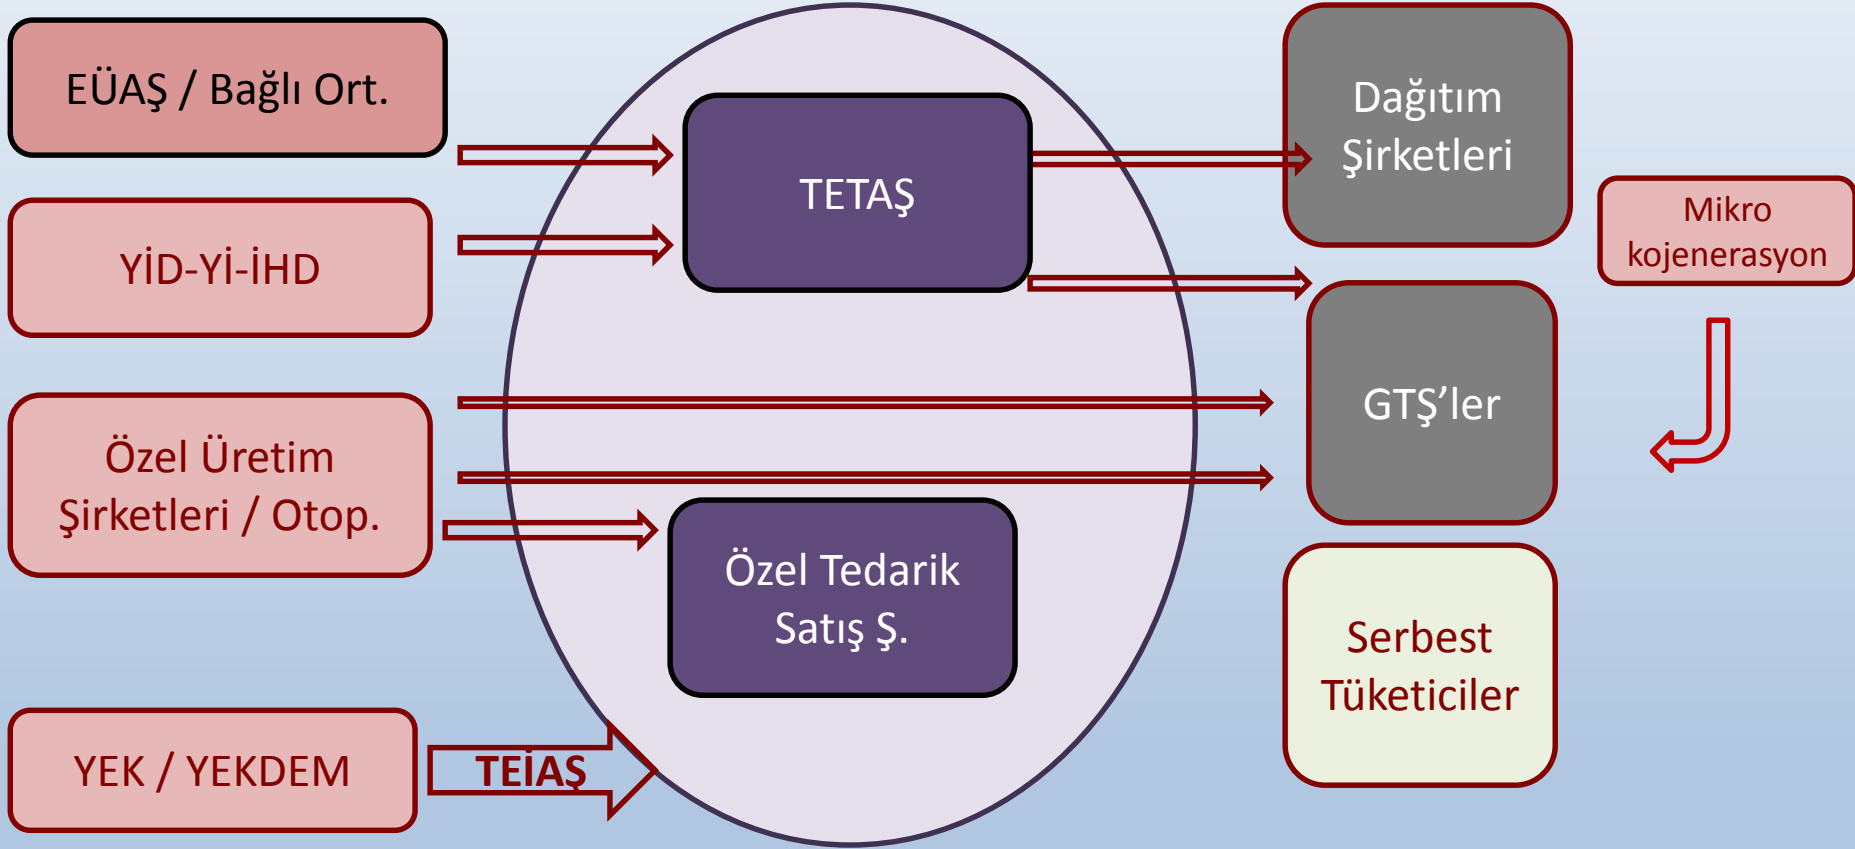 EÜAŞ / Bağlı Ort.
YİD-Yİ-İHD
Özel Üretim
Şirketleri / Otop.
YEK / YEKDEM
TEİAŞ
TETAŞ
Özel Tedarik
Satış Ş.
Dağıtım
Şirketleri
GTŞ’ler
Serbest
Tüketiciler
Mikro
kojenerasyon